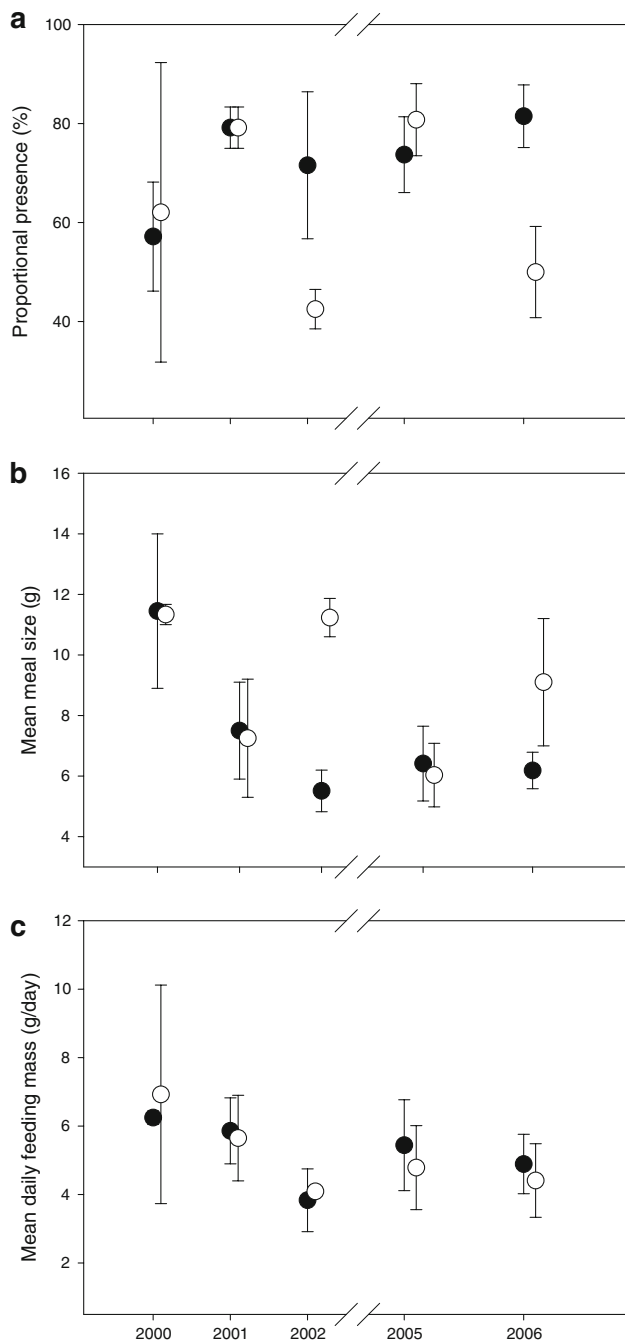 a
Proportional presence (%)
100
80
60
40
b
Mean meal size (g)
16
14
12
10
8
6
4
c
Mean daily feeding mass (g/day)
12
10
8
6
4
2
2000 2001 2002 2005 2006